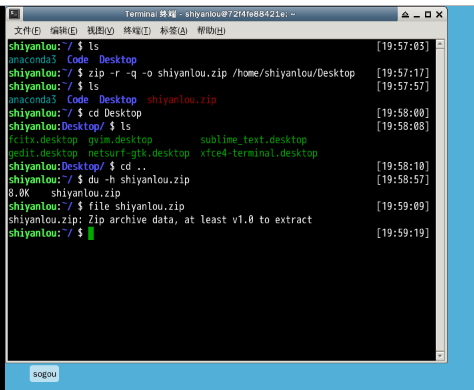 Terminal 终端 - shiyanlou@72f4fe88421e: ~
文件(F) 编辑(E) 视图(V) 终端(T) 标签(A) 帮助(H)
shiyanlou:~/ $ ls [19:57:03]
anaconda3 Code Desktop
shiyanlou:~/ $ zip -r -q -o shiyanlou.zip /home/shiyanlou/Desktop [19:57:17]
shiyanlou:~/ $ ls [19:57:57]
anaconda3 Code Desktop shiyanlou.zip
shiyanlou:~/ $ cd Desktop [19:58:00]
shiyanlou:Desktop/ $ ls [19:58:08]
fcitx.desktop gvim.desktop sublime_text.desktop
gedit.desktop netsurf-gtk.desktop xfce4-terminal.desktop
shiyanlou:Desktop/ $ cd .. [19:58:10]
shiyanlou:~/ $ du -h shiyanlou.zip [19:58:57]
8.0K shiyanlou.zip
shiyanlou:~/ $ file shiyanlou.zip [19:59:09]
shiyanlou.zip: Zip archive data, at least v1.0 to extract
shiyanlou:~/ $ [19:59:19]
sogou